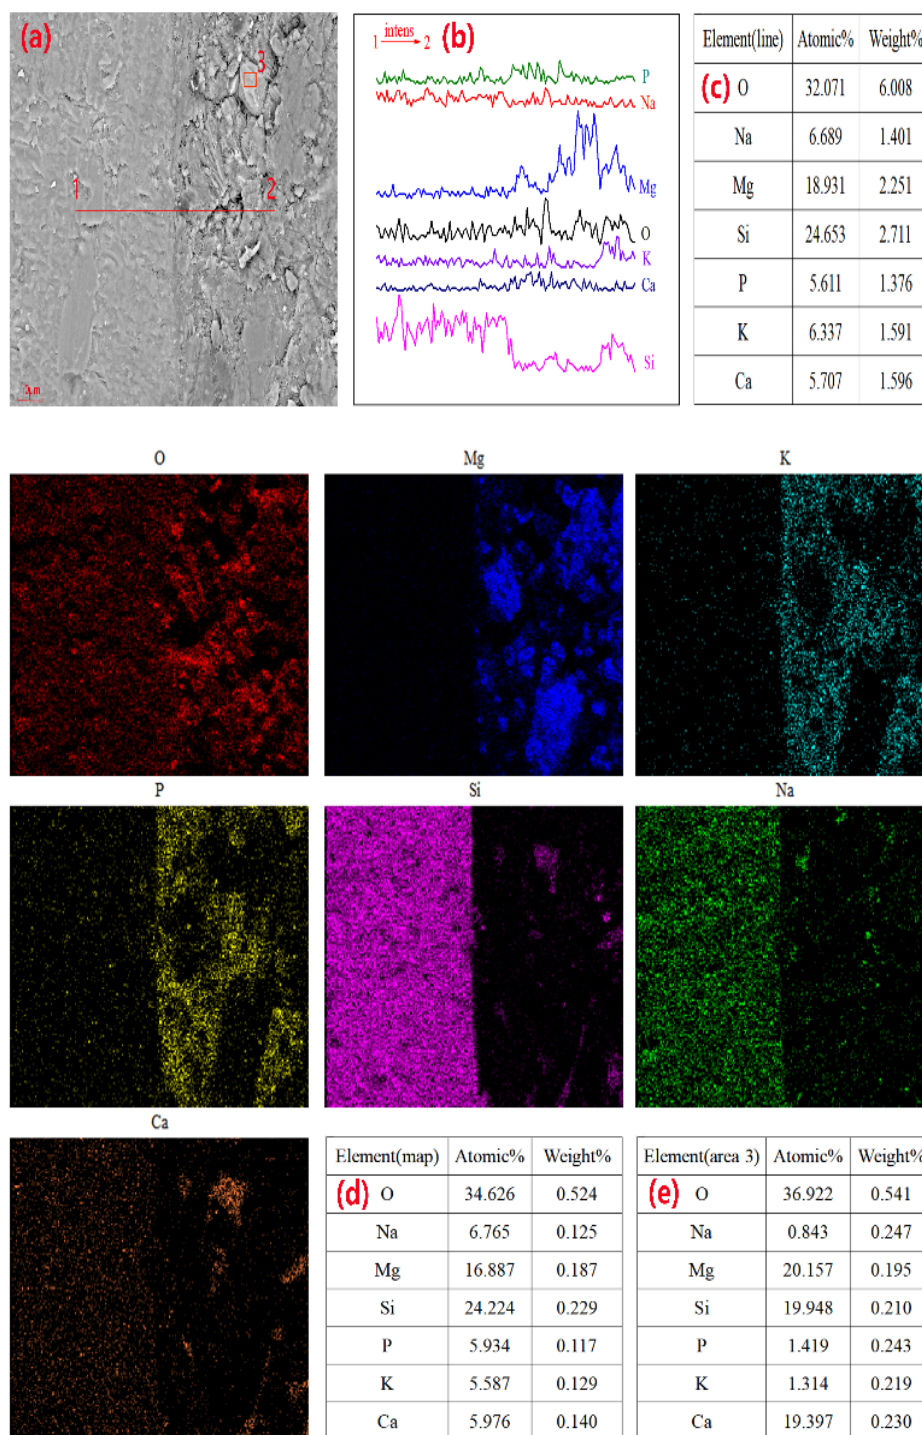 (a)
3
1
2
intens
1 2
(b)
P
Na
Mg
O
K
Ca
Si
Element(line) Atomic% Weight%
(c) O 32.071 6.008
Na 6.689 1.401
Mg 18.931 2.251
Si 24.653 2.711
P 5.611 1.376
K 6.337 1.591
Ca 5.707 1.596
O Mg K
P Si Na
Ca
Element(map) Atomic% Weight%
(d) O 34.626 0.524
Na 6.765 0.125
Mg 16.887 0.187
Si 24.224 0.229
P 5.934 0.117
K 5.587 0.129
Ca 5.976 0.140
Element(area 3) Atomic% Weight%
(e) O 36.922 0.541
Na 0.843 0.247
Mg 20.157 0.195
Si 19.948 0.210
P 1.419 0.243
K 1.314 0.219
Ca 19.397 0.230